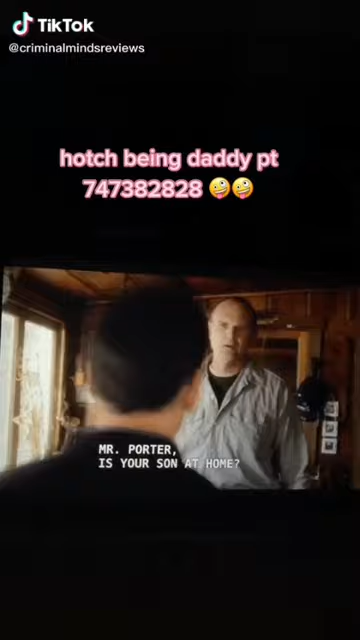 TikTok
@criminalmindsreviews
hotch being daddy pt
747382828 🤪🤪
MR. PORTER,
IS YOUR SON AT HOME?